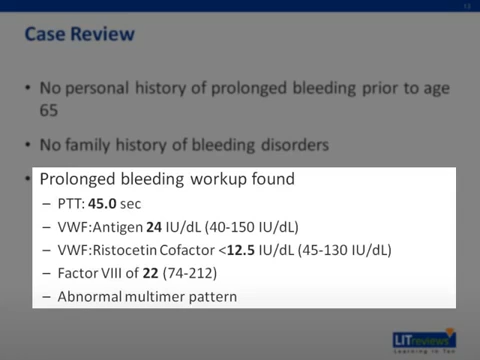 13
Case Review
• No personal history of prolonged bleeding prior to age
65
• No family history of bleeding disorders
• Prolonged bleeding workup found
– PTT: 45.0 sec
– VWF:Antigen 24 IU/dL (40-150 IU/dL)
– VWF:Ristocetin Cofactor <12.5 IU/dL (45-130 IU/dL)
– Factor VIII of 22 (74-212)
– Abnormal multimer pattern
LITreviews
Learning in Ten